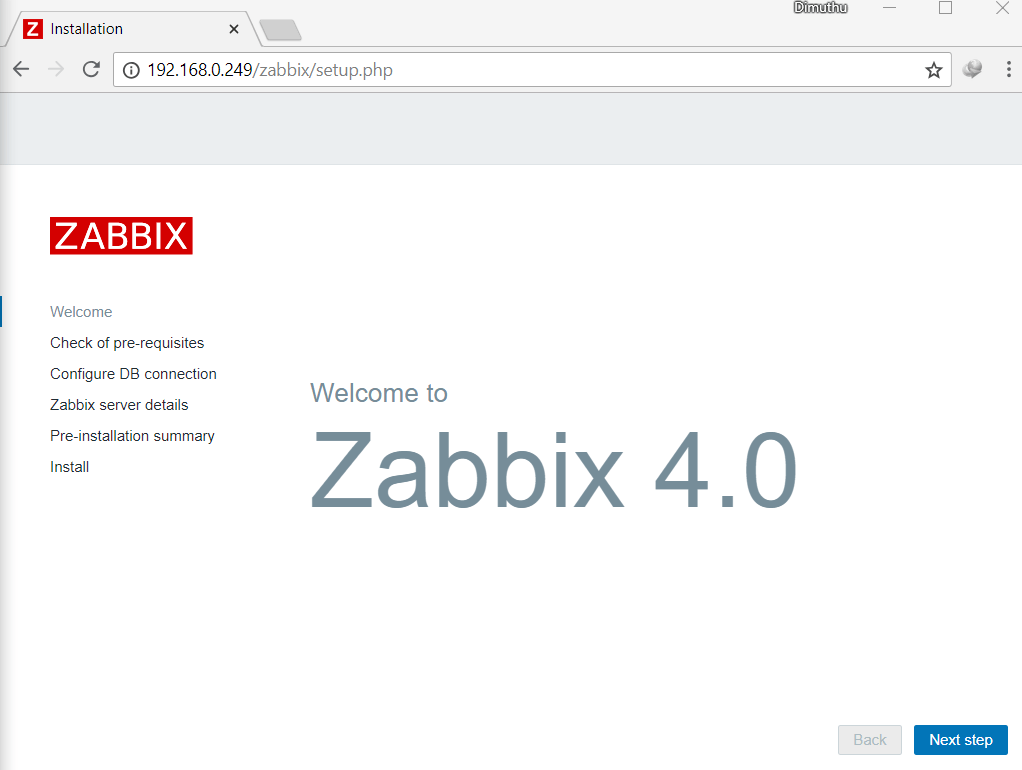 Dimuthu
Z Installation
192.168.0.249/zabbix/setup.php
ZABBIX
Welcome
Check of pre-requisites
Configure DB connection
Zabbix server details
Pre-installation summary
Install
Welcome to
Zabbix 4.0
Back Next step